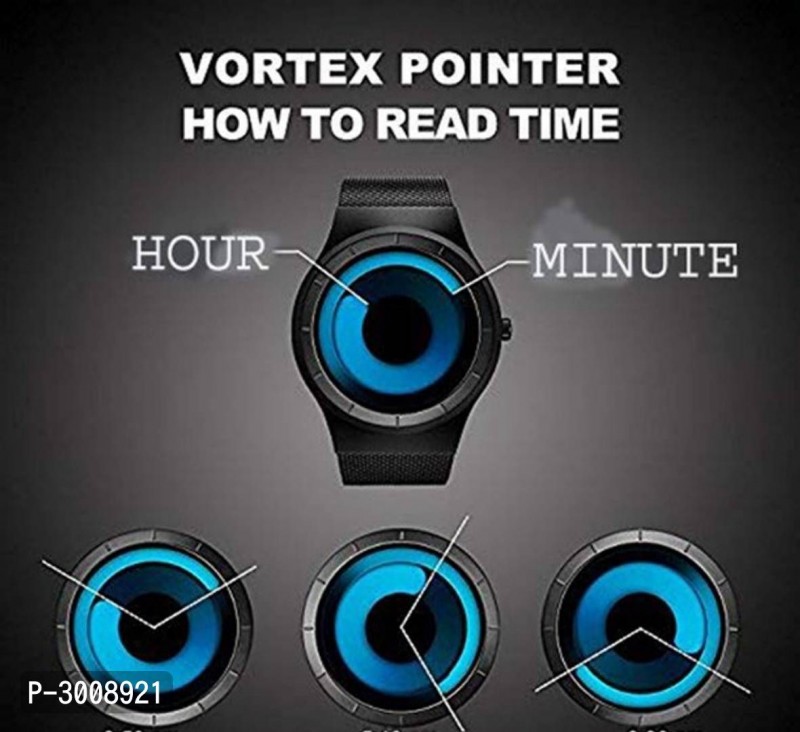 VORTEX POINTER
HOW TO READ TIME
HOUR
MINUTE
P-3008921